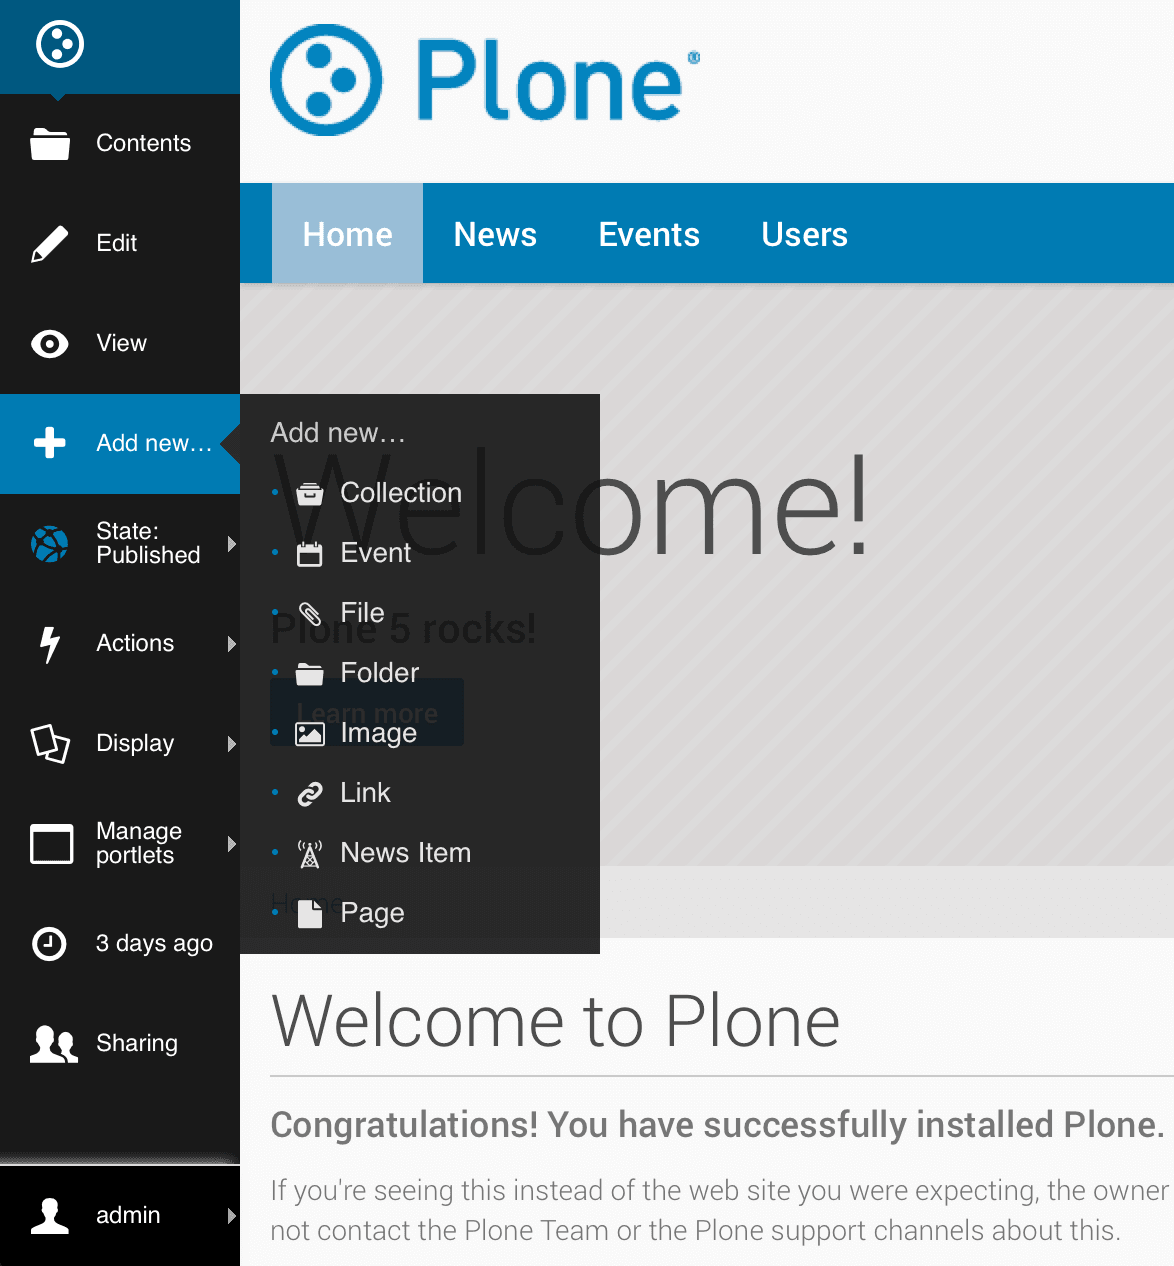 Contents
Edit
View
Add new…
State:
Published
Actions
Display
Manage
portlets
3 days ago
Sharing
admin
Plone®
Home
News
Events
Users
Welcome!
Plone 5 rocks!
Learn more
Add new…
Collection
Event
File
Folder
Image
Link
News Item
Page
Home
Welcome to Plone
Congratulations! You have successfully installed Plone.
If you're seeing this instead of the web site you were expecting, the owner
not contact the Plone Team or the Plone support channels about this.